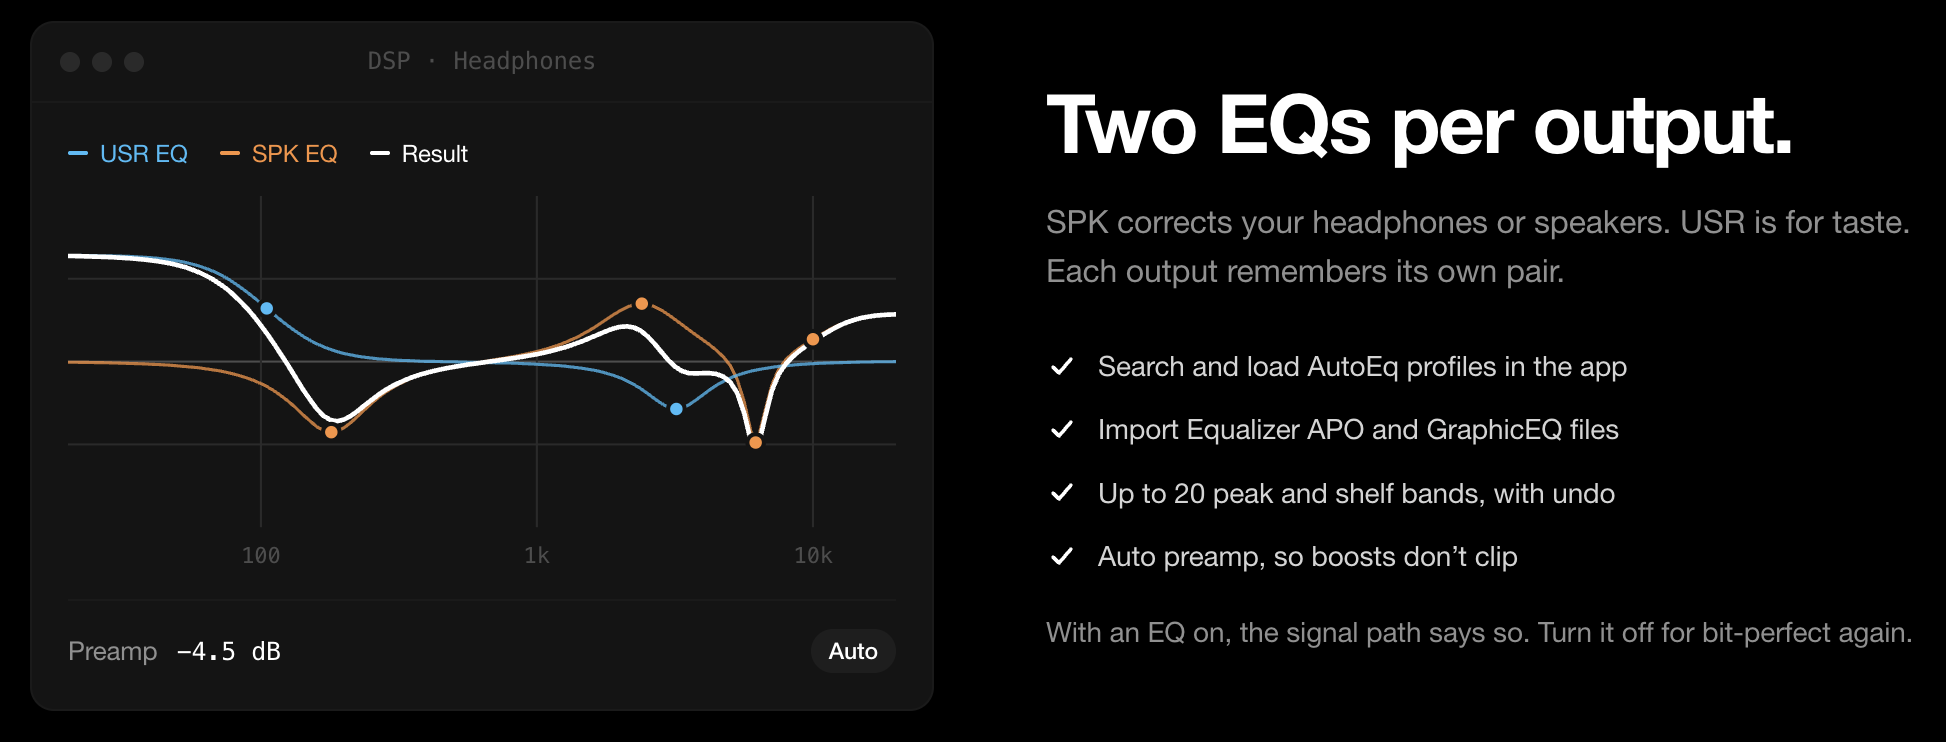 DSP · Headphones
USR EQ
SPK EQ
Result
100
1k
10k
Preamp −4.5 dB
Auto
Two EQs per output.
SPK corrects your headphones or speakers. USR is for taste.
Each output remembers its own pair.
Search and load AutoEq profiles in the app
Import Equalizer APO and GraphicEQ files
Up to 20 peak and shelf bands, with undo
Auto preamp, so boosts don’t clip
With an EQ on, the signal path says so. Turn it off for bit-perfect again.